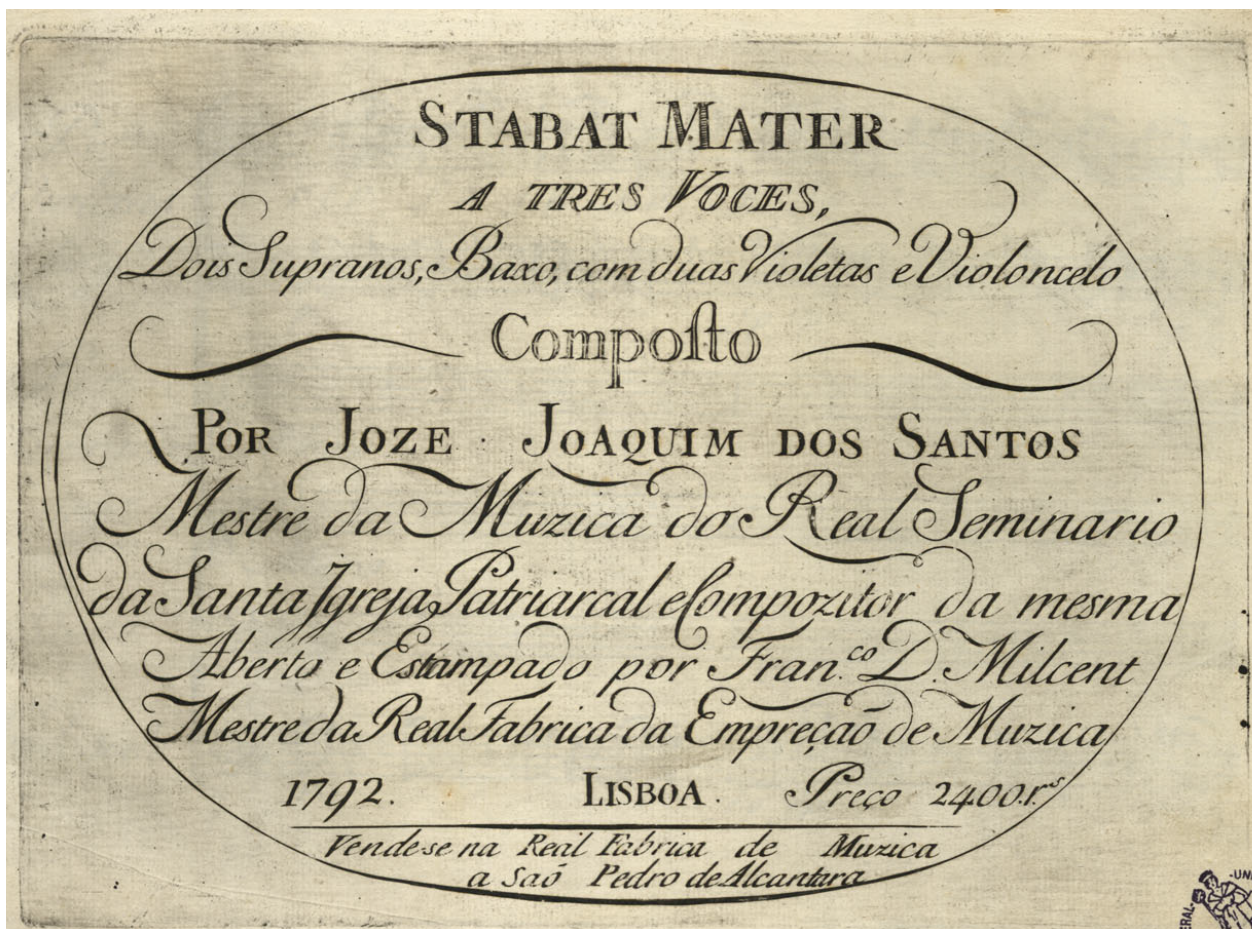 STABAT MATER
A TRES VOCES,
Dois Supranos, Baxo, com duas Violetas e Violoncelo
Compoſto
POR JOZE JOAQUIM DOS SANTOS
Mestre da Muzica do Real Seminario
da Santa Igreja Patriarcal e Compozitor da mesma
Aberto e Estampado por Fran.co D. Milcent
Mestre da Real Fabrica da Empreçaõ de Muzica
1792. LISBOA. Preço 2400.rs
Vende-se na Real Fabrica de Muzica
a Saõ Pedro de Alcantara